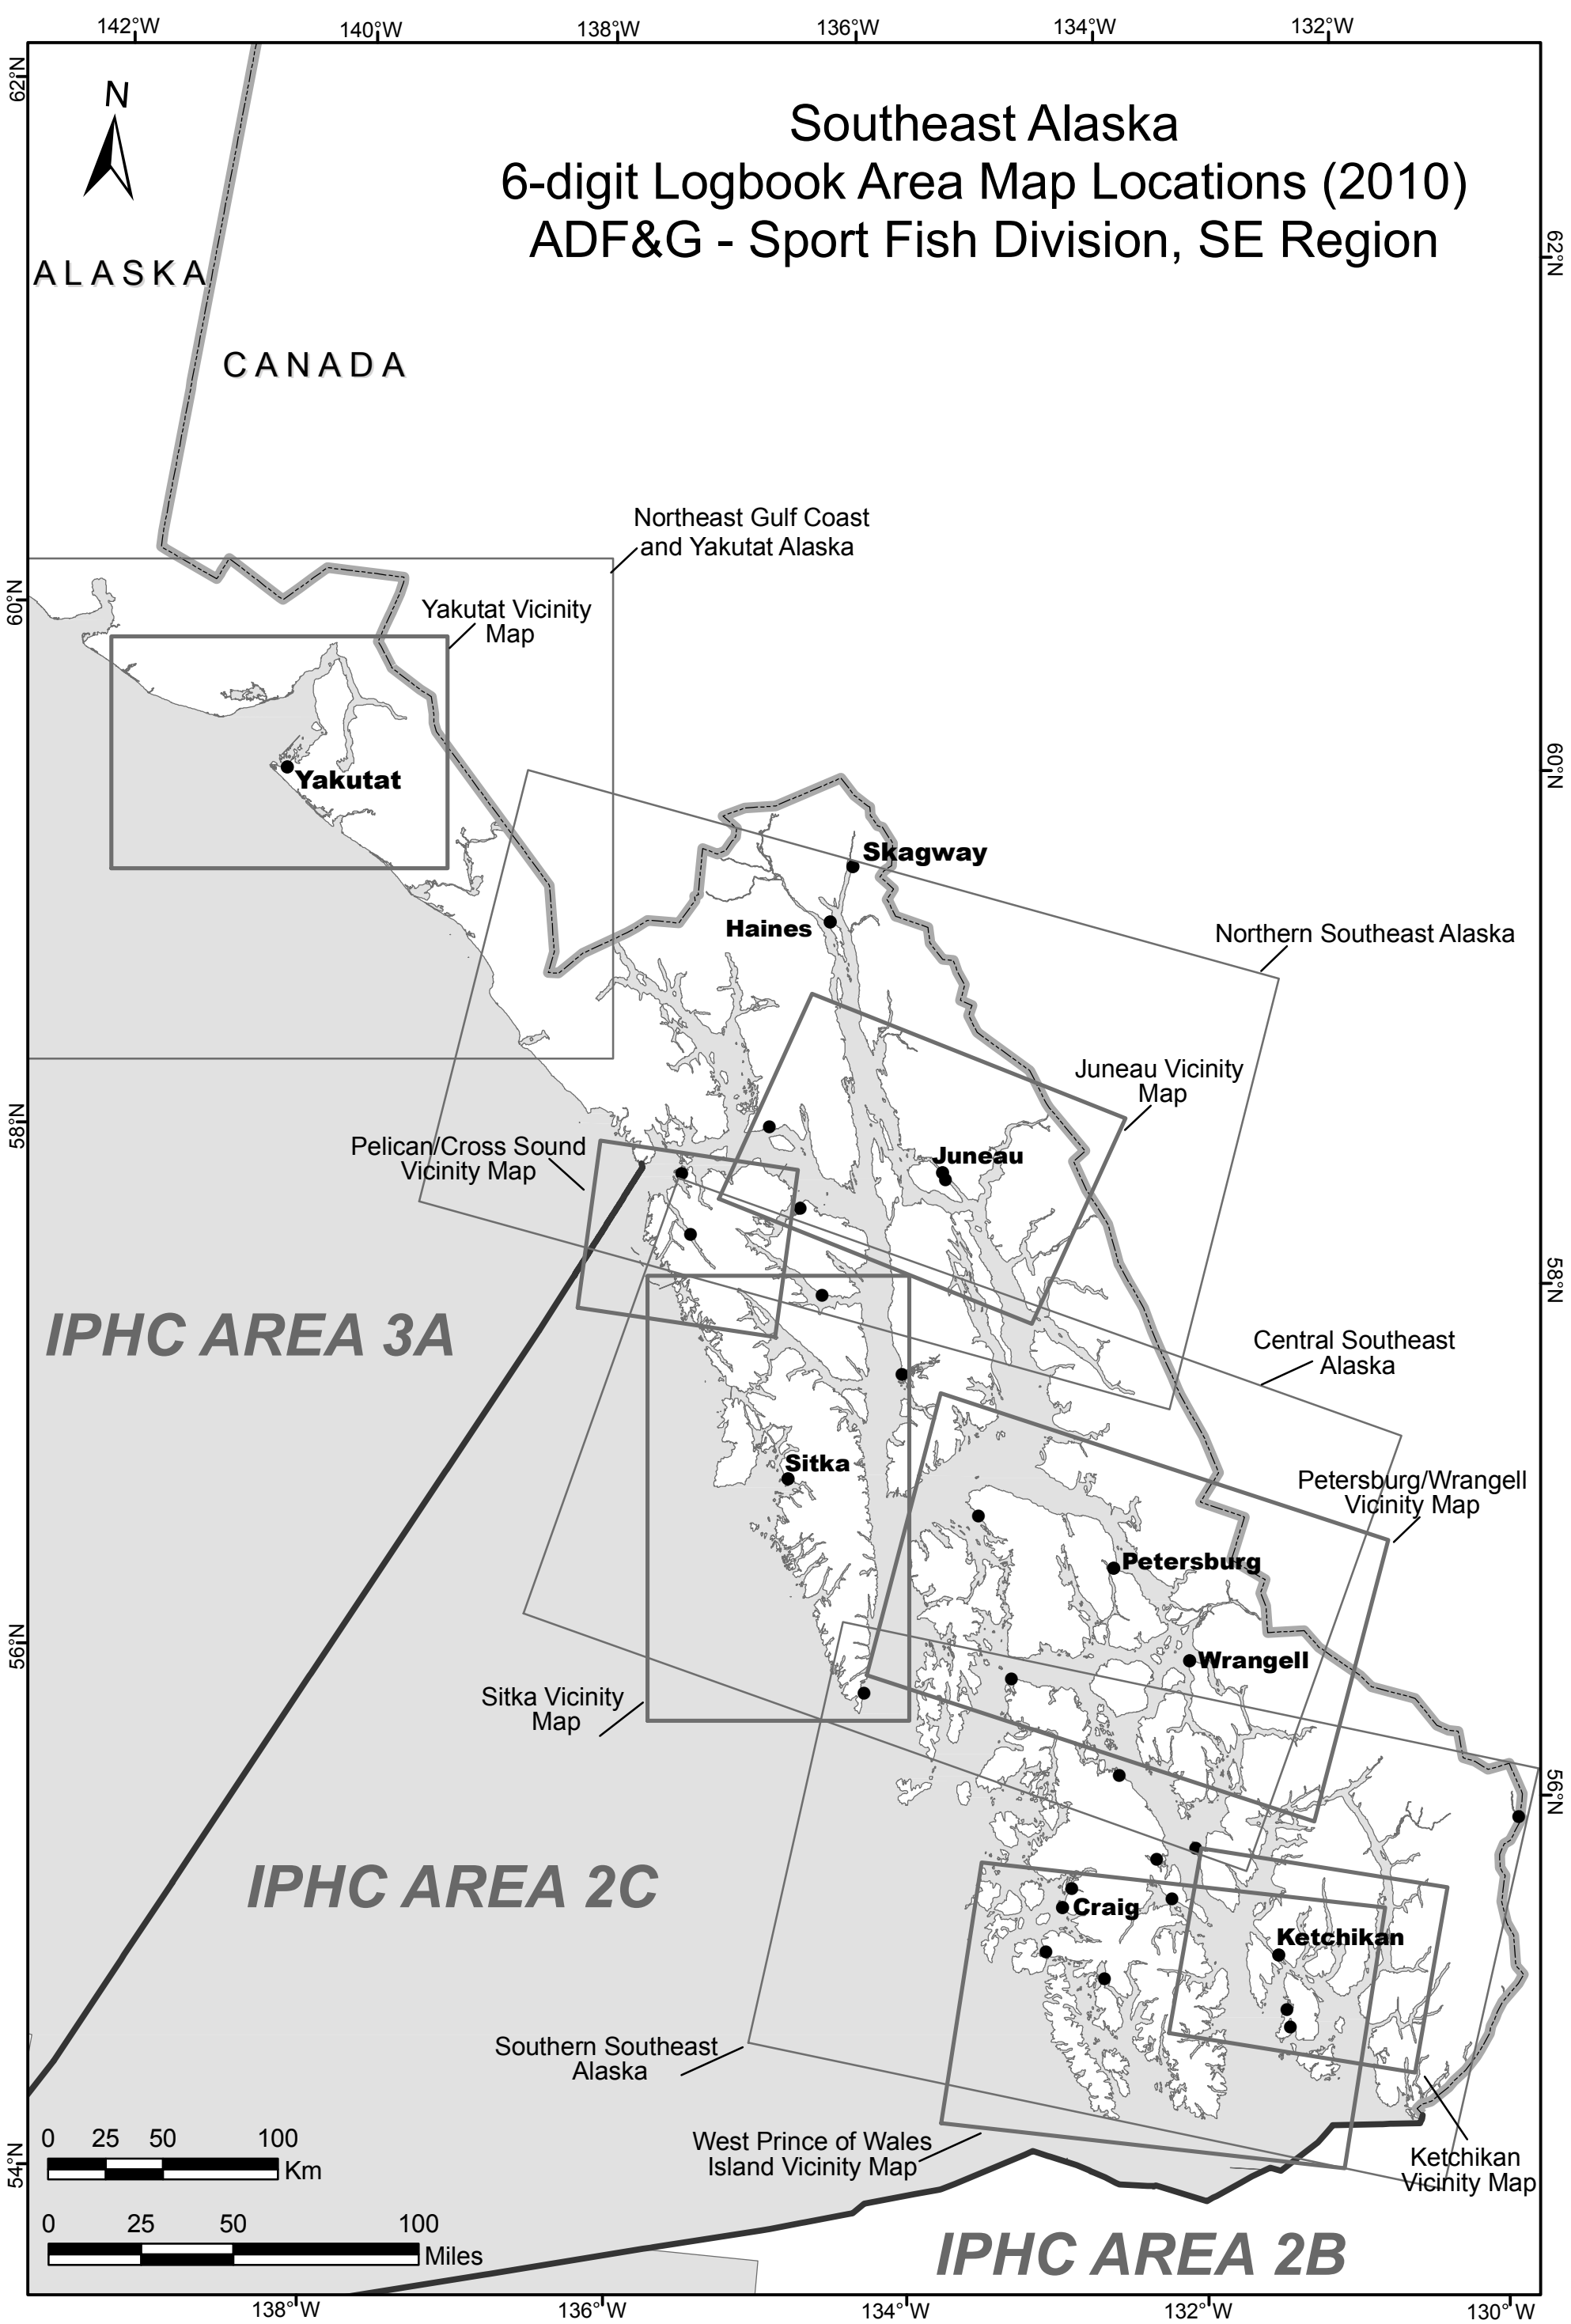 142°W
140°W
138°W
136°W
134°W
132°W
62°N
N
Southeast Alaska
6-digit Logbook Area Map Locations (2010)
ADF&G - Sport Fish Division, SE Region
62°N
ALASKA
CANADA
Northeast Gulf Coast
and Yakutat Alaska
60°N
Yakutat Vicinity
Map
Yakutat
60°N
Skagway
Haines
Northern Southeast Alaska
Juneau Vicinity
Map
58°N
Pelican/Cross Sound
Vicinity Map
Juneau
58°N
IPHC AREA 3A
Central Southeast
Alaska
Sitka
Petersburg/Wrangell
Vicinity Map
Petersburg
56°N
Wrangell
Sitka Vicinity
Map
56°N
IPHC AREA 2C
Craig
Ketchikan
Southern Southeast
Alaska
West Prince of Wales
Island Vicinity Map
Ketchikan
Vicinity Map
54°N
0 25 50 100
Km
0 25 50 100
Miles
IPHC AREA 2B
138°W
136°W
134°W
132°W
130°W